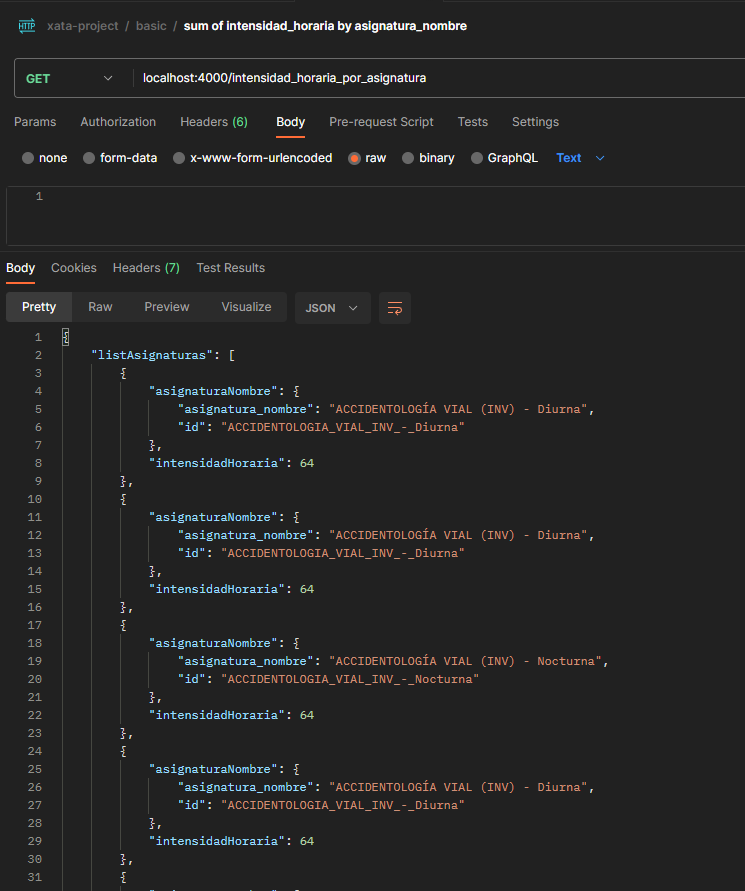 HTTP xata-project / basic / sum of intensidad_horaria by asignatura_nombre
GET localhost:4000/intensidad_horaria_por_asignatura
Params Authorization Headers (6) Body Pre-request Script Tests Settings
none form-data x-www-form-urlencoded raw binary GraphQL Text
1
Body Cookies Headers (7) Test Results
Pretty Raw Preview Visualize JSON
1 {
2 "listAsignaturas": [
3 {
4 "asignaturaNombre": {
5 "asignatura_nombre": "ACCIDENTOLOGÍA VIAL (INV) - Diurna",
6 "id": "ACCIDENTOLOGIA_VIAL_INV_-_Diurna"
7 },
8 "intensidadHoraria": 64
9 },
10 {
11 "asignaturaNombre": {
12 "asignatura_nombre": "ACCIDENTOLOGÍA VIAL (INV) - Diurna",
13 "id": "ACCIDENTOLOGIA_VIAL_INV_-_Diurna"
14 },
15 "intensidadHoraria": 64
16 },
17 {
18 "asignaturaNombre": {
19 "asignatura_nombre": "ACCIDENTOLOGÍA VIAL (INV) - Nocturna",
20 "id": "ACCIDENTOLOGIA_VIAL_INV_-_Nocturna"
21 },
22 "intensidadHoraria": 64
23 },
24 {
25 "asignaturaNombre": {
26 "asignatura_nombre": "ACCIDENTOLOGÍA VIAL (INV) - Diurna",
27 "id": "ACCIDENTOLOGIA_VIAL_INV_-_Diurna"
28 },
29 "intensidadHoraria": 64
30 },
31 {